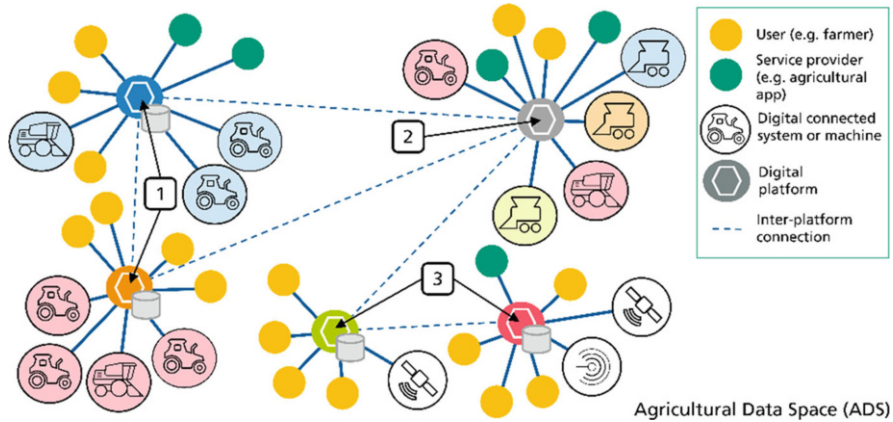 User (e.g. farmer)
Service provider
(e.g. agricultural
app)
Digital connected
system or machine
Digital
platform
Inter-platform
connection
2
1
3
Agricultural Data Space (ADS)